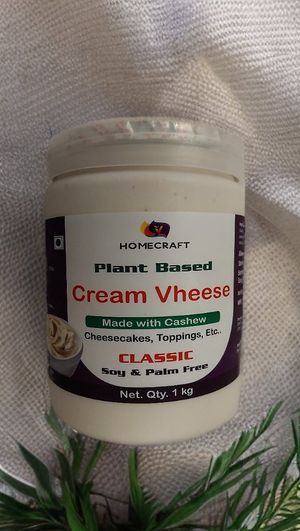 HOMECRAFT
Plant Based
Cream Vheese
Made with Cashew
Cheesecakes, Toppings, Etc..
CLASSIC
Soy & Palm Free
Net. Qty. 1 kg